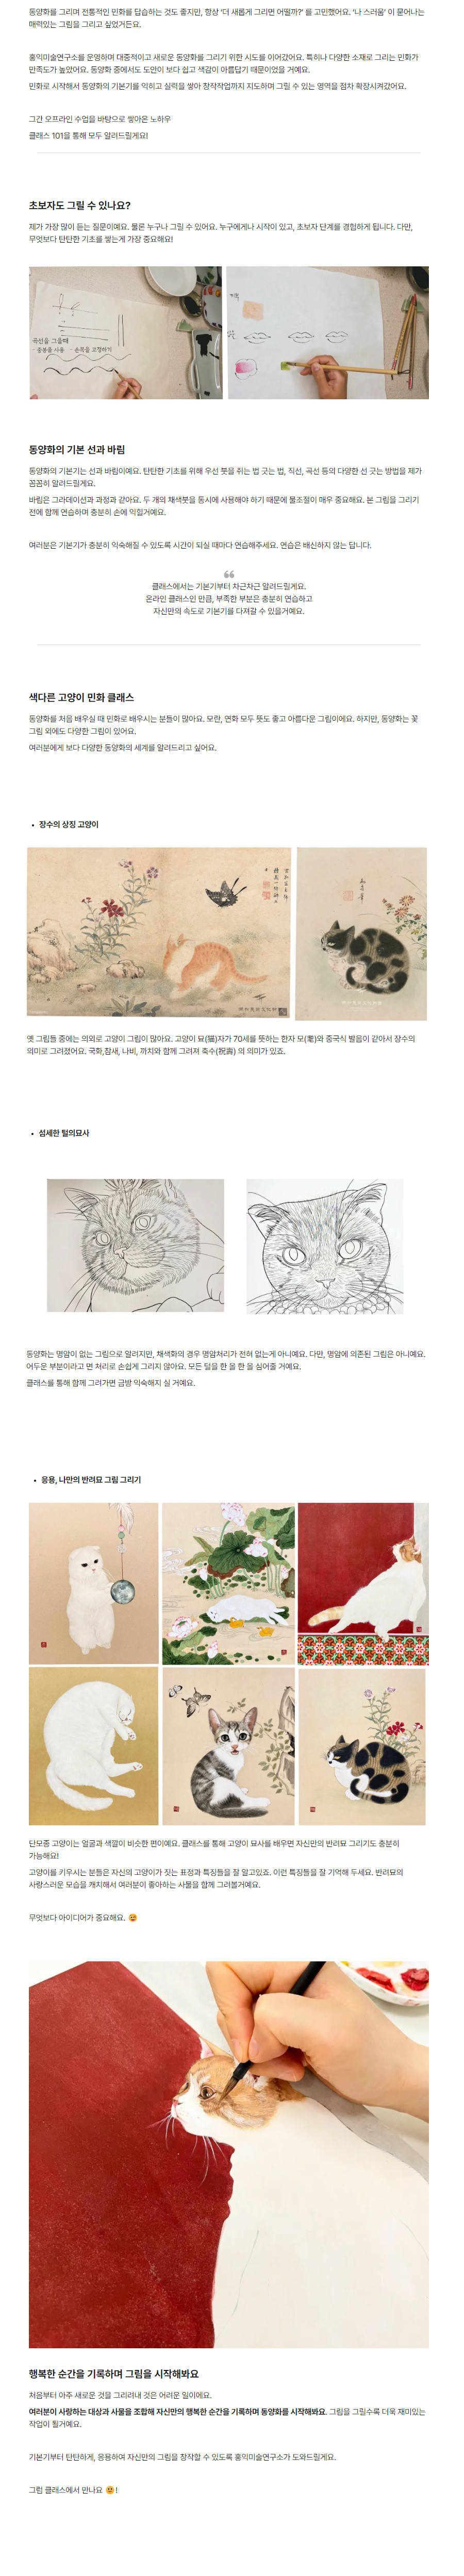 동양화를 그리며 전통적인 민화를 답습하는 것도 좋지만, 항상 '더 새롭게 그리면 어떨까?' 를 고민했어요. '나 스러움' 이 묻어나는
매력있는 그림을 그리고 싶었거든요.
홍익미술연구소를 운영하며 대중적이고 새로운 동양화를 그리기 위한 시도를 이어갔어요. 특히나 다양한 소재로 그리는 민화가
만족도가 높았어요. 동양화 중에서도 도안이 보다 쉽고 색감이 아름답기 때문이었을 거예요.
민화로 시작해서 동양화의 기본기를 익히고 실력을 쌓아 창작작업까지 지도하며 그릴 수 있는 영역을 점차 확장시켜갔어요.
그간 오프라인 수업을 바탕으로 쌓아온 노하우
클래스 101을 통해 모두 알려드릴게요!
초보자도 그릴 수 있나요?
제가 가장 많이 듣는 질문이예요. 물론 누구나 그릴 수 있어요. 누구에게나 시작이 있고, 초보자 단계를 경험하게 됩니다. 다만,
무엇보다 탄탄한 기초를 쌓는게 가장 중요해요!
곡선을 그릴때
동양화의 기본 선과 바림
동양화의 기본기는 선과 바림이예요. 탄탄한 기초를 위해 우선 붓을 쥐는 법 긋는 법, 직선, 곡선 등의 다양한 선 긋는 방법을 제가
꼼꼼히 알려드릴게요.
바림은 그라데이션과 과정과 같아요. 두 개의 채색붓을 동시에 사용해야 하기 때문에 물조절이 매우 중요해요. 본 그림을 그리기
전에 함께 연습하며 충분히 손에 익힐거예요.
여러분은 기본기가 충분히 익숙해질 수 있도록 시간이 되실 때마다 연습해주세요. 연습은 배신하지 않는 답니다.
클래스에서는 기본기부터 차근차근 알려드릴게요.
온라인 클래스인 만큼, 부족한 부분은 충분히 연습하고
자신만의 속도로 기본기를 다져갈 수 있을거예요.
색다른 고양이 민화 클래스
동양화를 처음 배우실 때 민화로 배우시는 분들이 많아요. 모란, 연화 모두 뜻도 좋고 아름다운 그림이에요. 하지만, 동양화는 꽃
그림 외에도 다양한 그림이 있어요.
여러분에게 보다 다양한 동양화의 세계를 알려드리고 싶어요.
• 장수의 상징 고양이
옛 그림들 중에는 의외로 고양이 그림이 많아요. 고양이 묘(猫)자가 70세를 뜻하는 한자 모(耄)와 중국식 발음이 같아서 장수의
의미로 그려졌어요. 국화,참새, 나비, 까치와 함께 그려져 축수(祝壽) 의 의미가 있죠.
• 섬세한 털의묘사
동양화는 명암이 없는 그림으로 알려지만, 채색화의 경우 명암처리가 전혀 없는게 아니예요. 다만, 명암에 의존된 그림은 아니예요.
어두운 부분이라고 면 처리로 손쉽게 그리지 않아요. 모든 털을 한 올 한 올 심어줄 거예요.
클래스를 통해 함께 그려가면 금방 익숙해지 실 거예요.
• 응용, 나만의 반려묘 그림 그리기
단모종 고양이는 얼굴과 색깔이 비슷한 편이예요. 클래스를 통해 고양이 묘사를 배우면 자신만의 반려묘 그리기도 충분히
가능해요!
고양이를 키우시는 분들은 자신의 고양이가 짓는 표정과 특징들을 잘 알고있죠. 이런 특징들을 잘 기억해 두세요. 반려묘의
사랑스러운 모습을 캐치해서 여러분이 좋아하는 사물을 함께 그려볼거예요.
무엇보다 아이디어가 중요해요.
행복한 순간을 기록하며 그림을 시작해봐요
처음부터 아주 새로운 것을 그리려내 것은 어려운 일이에요.
여러분이 사랑하는 대상과 사물을 조합해 자신만의 행복한 순간을 기록하며 동양화를 시작해봐요. 그림을 그릴수록 더욱 재미있는
작업이 될거예요.
기본기부터 탄탄하게, 응용하여 자신만의 그림을 창작할 수 있도록 홍익미술연구소가 도와드릴게요.
그럼 클래스에서 만나요 !